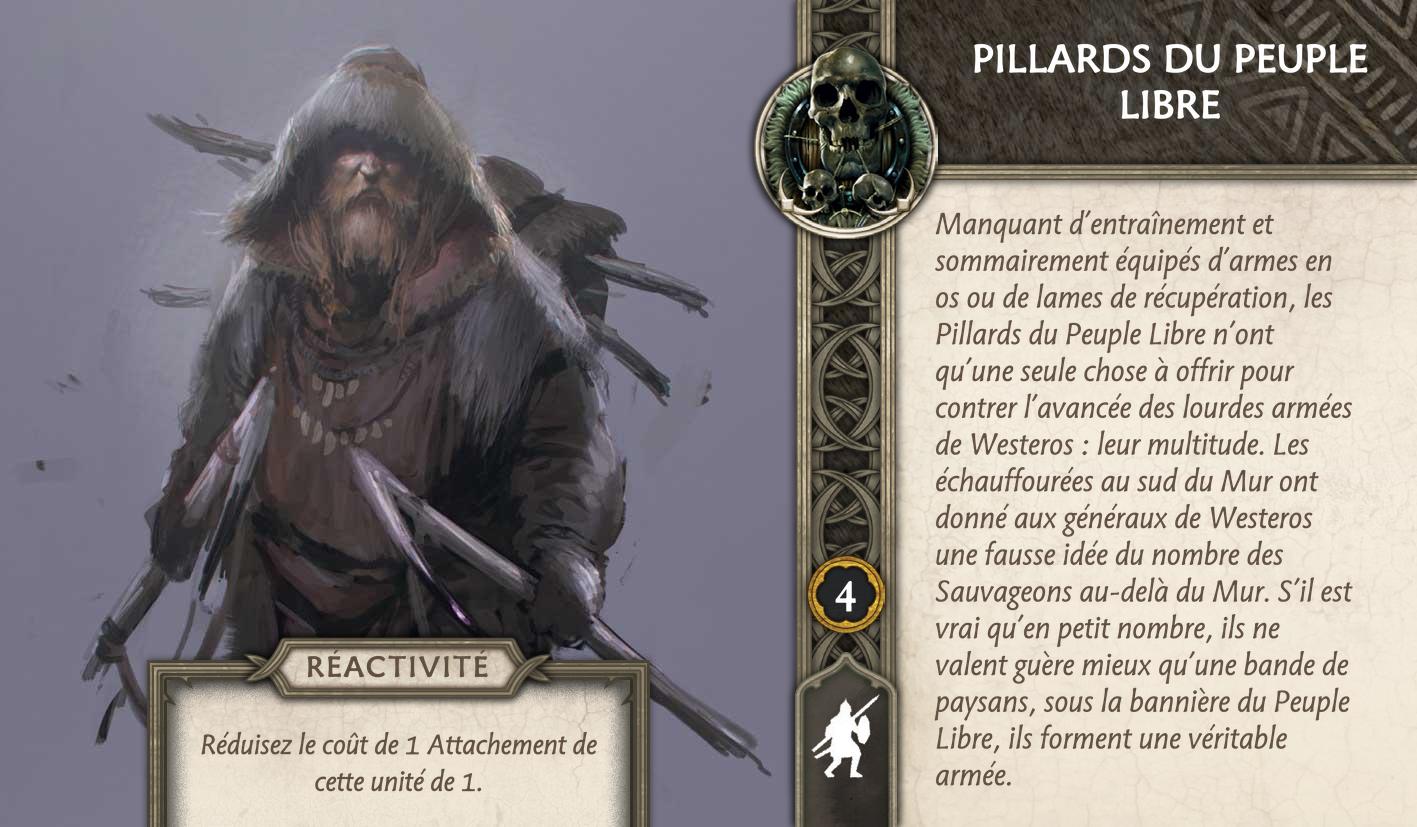 PILLARDS DU PEUPLE
LIBRE
Manquant d'entraînement et
sommairement équipés d'armes en
os ou de lames de récupération, les
Pillards du Peuple Libre n'ont
qu'une seule chose à offrir pour
contrer l'avancée des lourdes armées
de Westeros : leur multitude. Les
échauffourées au sud du Mur ont
donné aux généraux de Westeros
une fausse idée du nombre des
Sauvageons au-delà du Mur. S'il est
vrai qu'en petit nombre, ils ne
valent guère mieux qu'une bande de
paysans, sous la bannière du Peuple
Libre, ils forment une véritable
armée.
4
RÉACTIVITÉ
Réduisez le coût de 1 Attachement de
cette unité de 1.